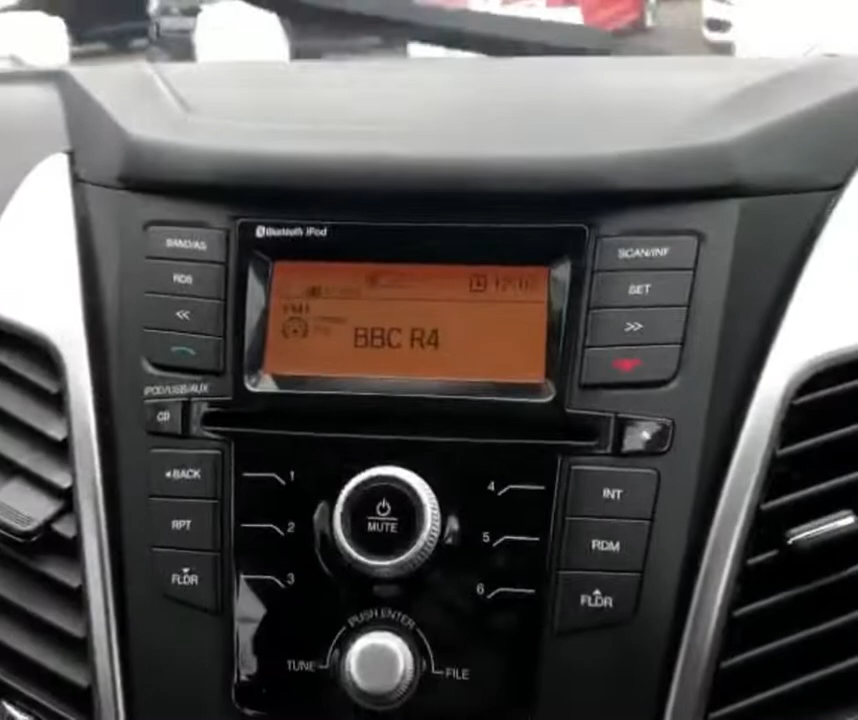 Bluetooth iPod
BAND/AS
RDS
<<
SCAN/INF
SET
>>
BBC R4
iPOD/USB/AUX
CD
◄BACK
RPT
FLDR
1
2
3
MUTE
4
5
6
INT
RDM
FLDR
PUSH ENTER
TUNE
FILE